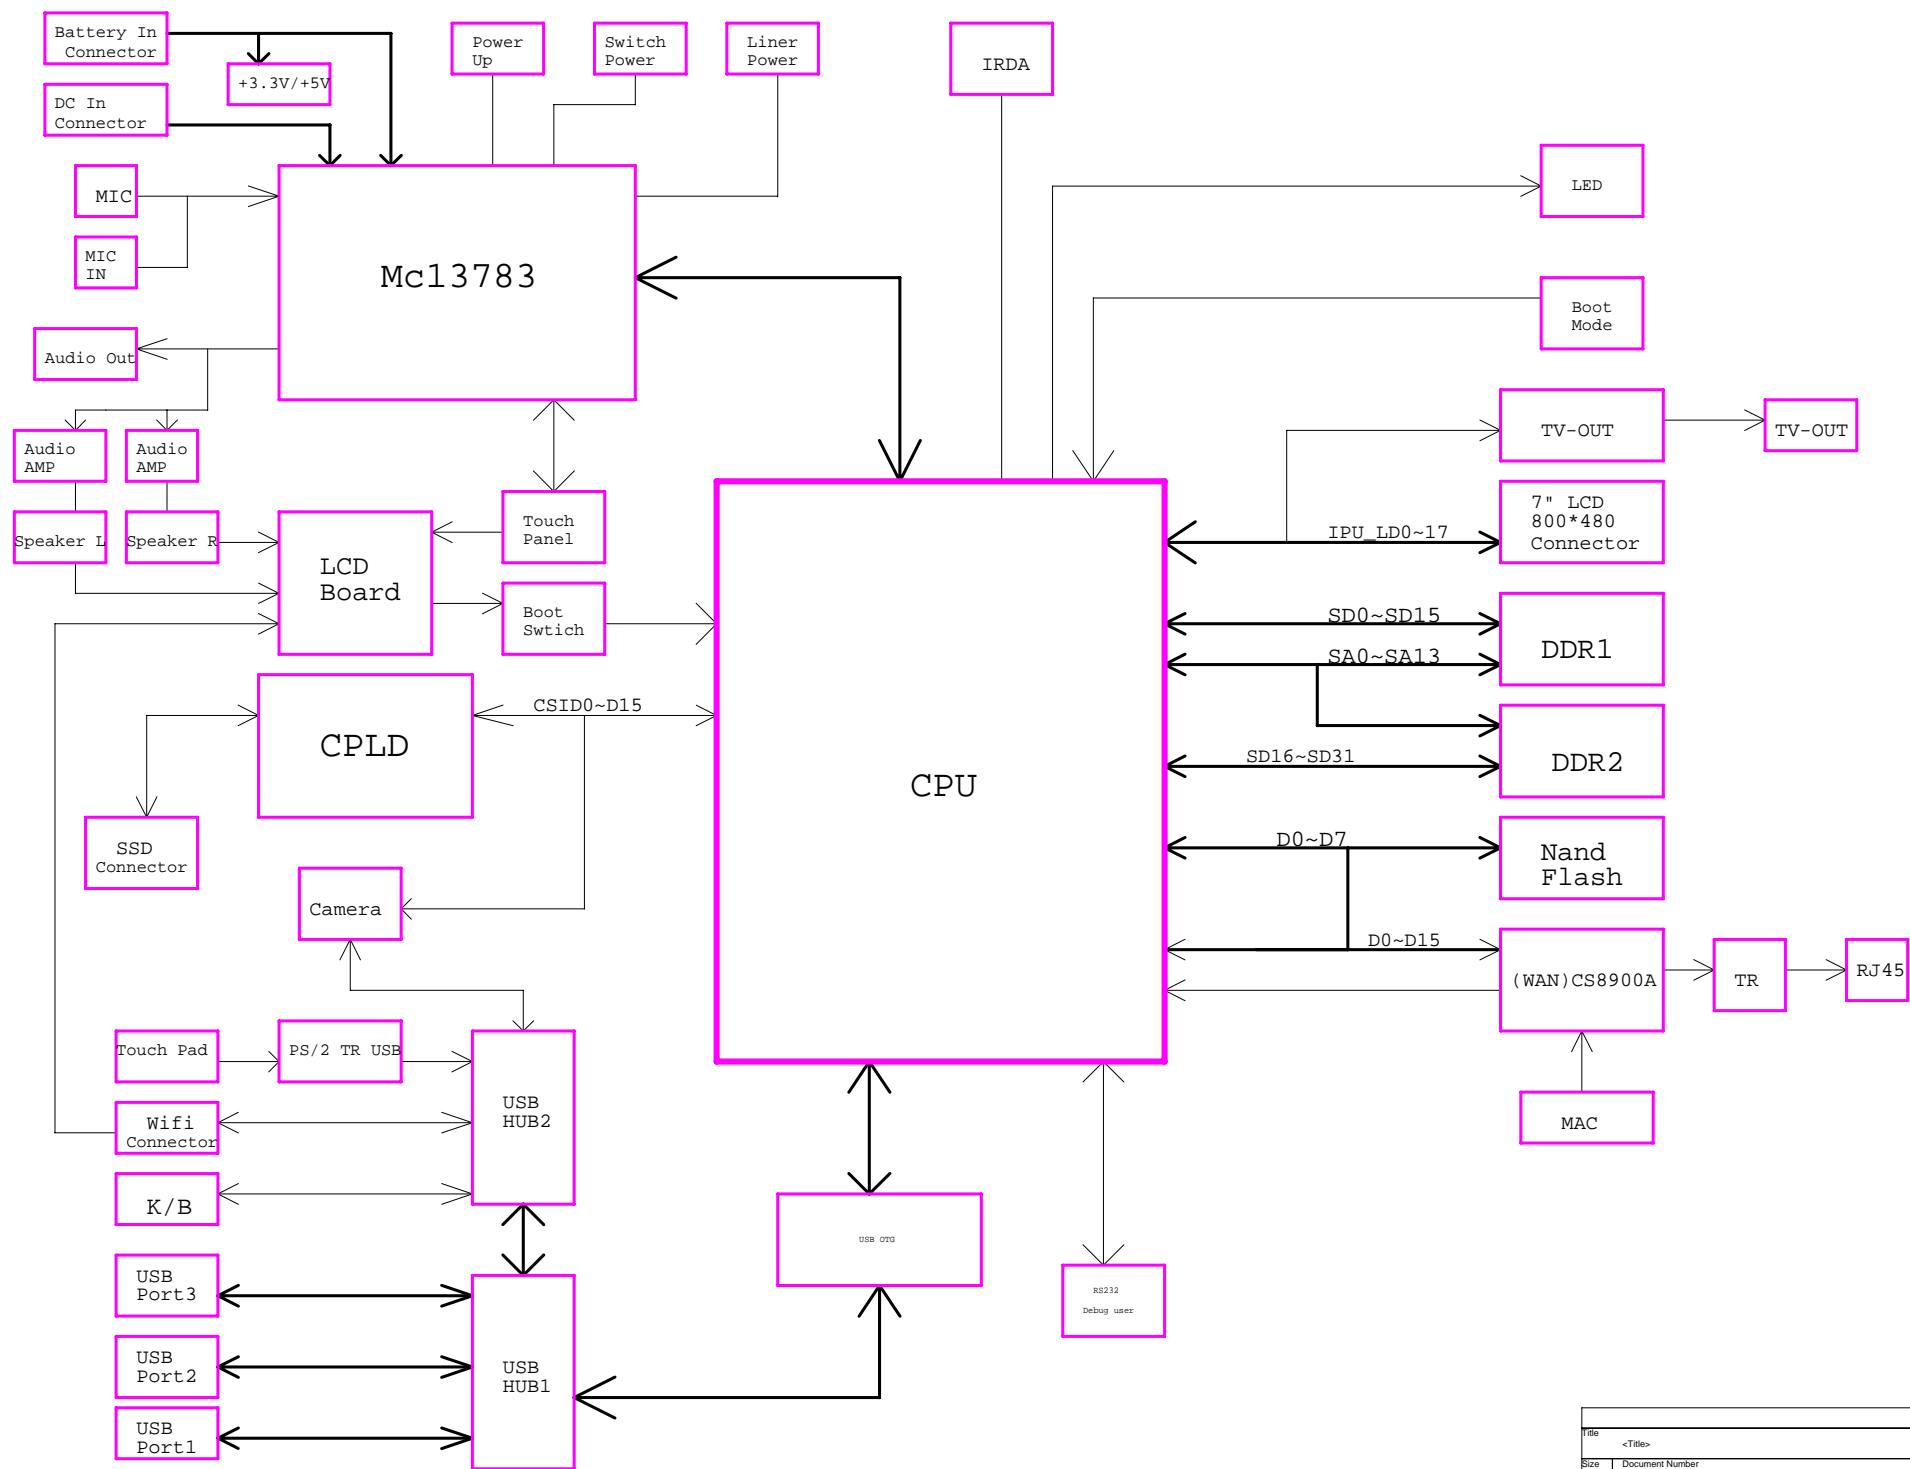 Battery In
Connector
+3.3V/+5V
DC In
Connector
Power
Up
Switch
Power
Liner
Power
IRDA
MIC
MIC
IN
Mc13783
LED
Boot
Mode
Audio Out
Audio
AMP
Audio
AMP
Speaker L
Speaker R
LCD
Board
Touch
Panel
Boot
Swtich
TV-OUT
TV-OUT
7" LCD
800*480
Connector
IPU_LD0~17
SD0~SD15
SA0~SA13
DDR1
CPLD
CSID0~D15
CPU
SD16~SD31
DDR2
SSD
Connector
D0~D7
Nand
Flash
Camera
D0~D15
(WAN)CS8900A
TR
RJ45
Touch Pad
PS/2 TR USB
USB
HUB2
Wifi
Connector
MAC
K/B
USB OTG
USB
Port3
RS232
Debug user
USB
Port2
USB
HUB1
USB
Port1
Title
<Title>
Size
Document Number